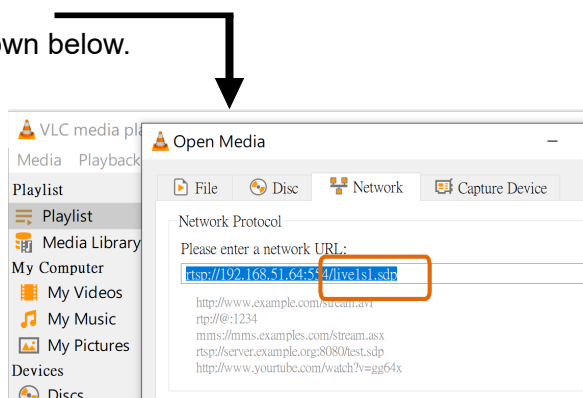 own below.
VLC media pla
Open Media
Media Playback
File Disc Network Capture Device
Playlist
Playlist
Media Library
My Computer
My Videos
My Music
My Pictures
Devices
Discs
Network Protocol
Please enter a network URL:
rtsp://192.168.51.64:554/live1s1.sdp
http://www.example.com/stream.avi
rtp://@:1234
mms://mms.examples.com/stream.asx
rtsp://server.example.org:8080/test.sdp
http://www.yourtube.com/watch?v=gg64x